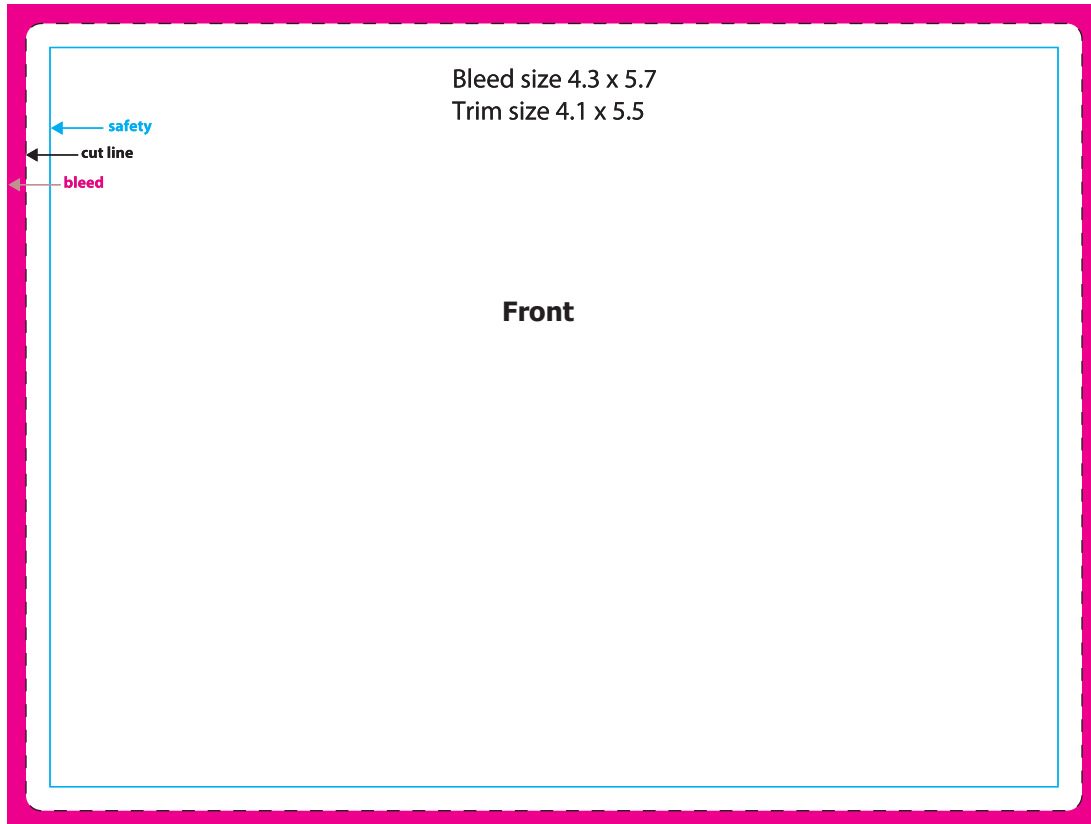 Bleed size 4.3 x 5.7
Trim size 4.1 x 5.5
safety
cut line
bleed
Front